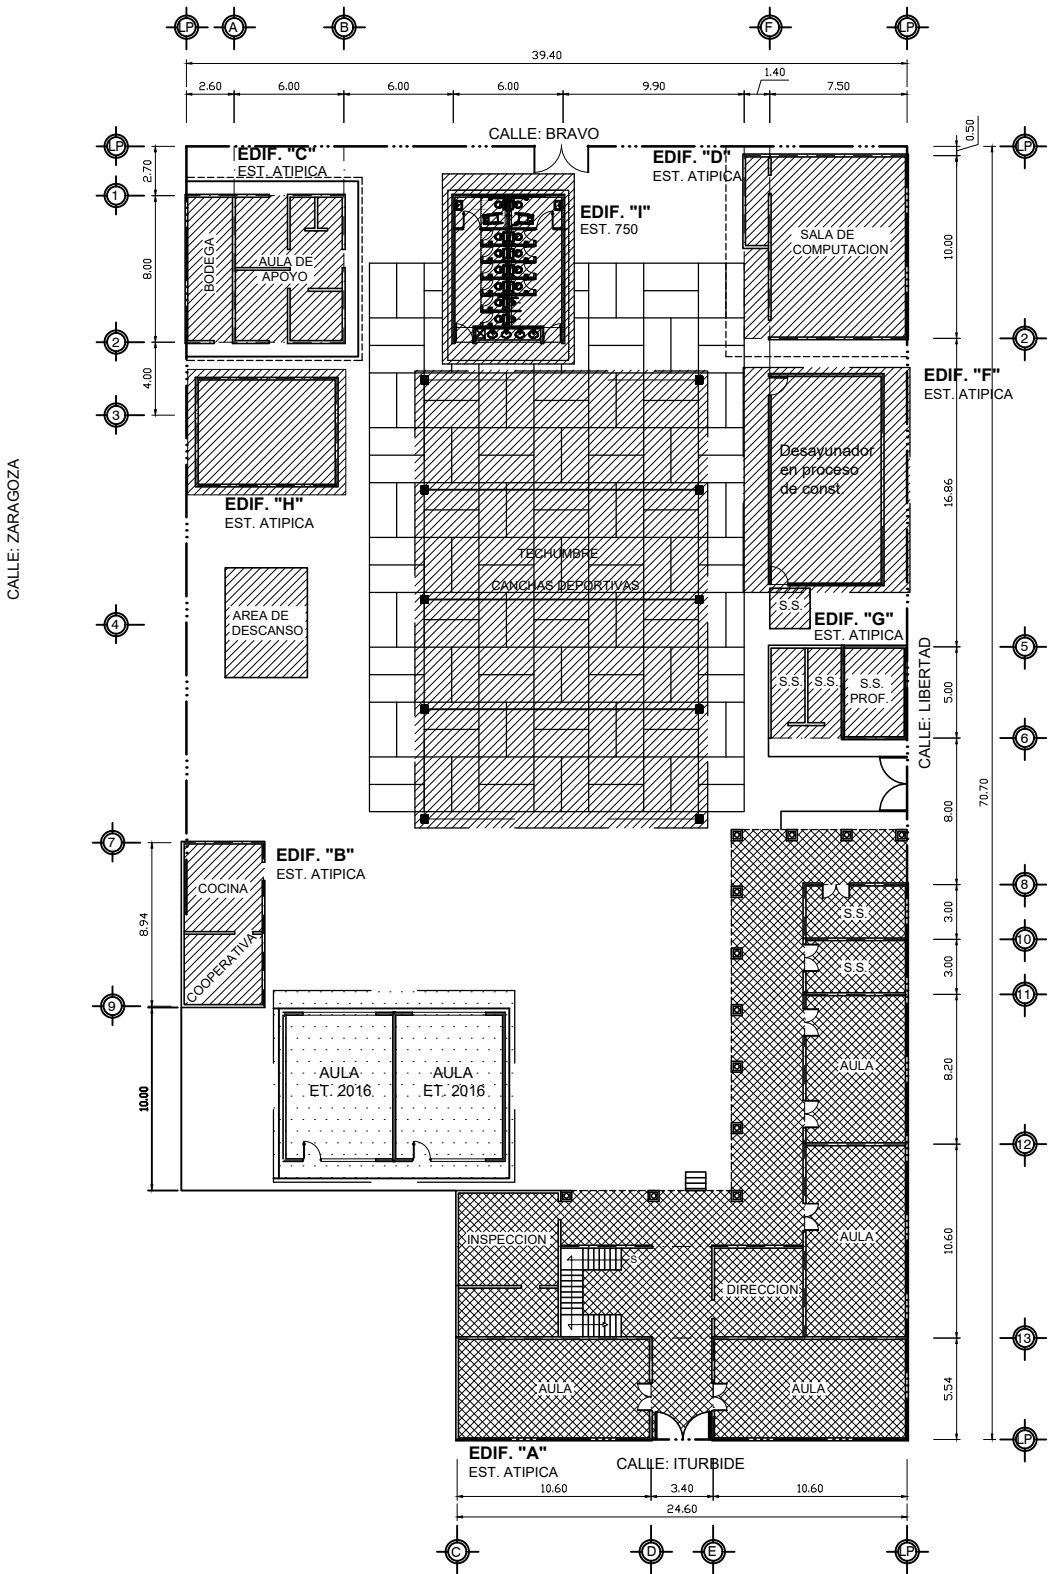 LP
A
B
F
LP
39.40
2.60
6.00
6.00
6.00
9.90
1.40
7.50
CALLE: BRAVO
LP
2.70
1
8.00
2
4.00
3
4
7
8.94
9
10.00
CALLE: ZARAGOZA
EDIF. "C"
EST. ATIPICA
BODEGA
AULA DE
APOYO
EDIF. "I"
EST. 750
EDIF. "D"
EST. ATIPICA
SALA DE
COMPUTACION
EDIF. "H"
EST. ATIPICA
EDIF. "F"
EST. ATIPICA
Desayunador
en proceso
de const.
TECHUMBRE
CANCHAS DEPORTIVAS
AREA DE
DESCANSO
S.S.
EDIF. "G"
EST. ATIPICA
S.S.
S.S.
S.S.
PROF.
CALLE: LIBERTAD
EDIF. "B"
EST. ATIPICA
COCINA
COOPERATIVA
S.S.
S.S.
AULA
ET. 2016
AULA
ET. 2016
AULA
AULA
INSPECCION
S
DIRECCION
AULA
AULA
EDIF. "A"
EST. ATIPICA
CALLE: ITURBIDE
0.50
LP
10.00
2
16.86
5
5.00
6
8.00
70.70
8
3.00
10
3.00
11
8.20
12
10.60
13
5.54
LP
10.60
3.40
10.60
24.60
C
D
E
LP